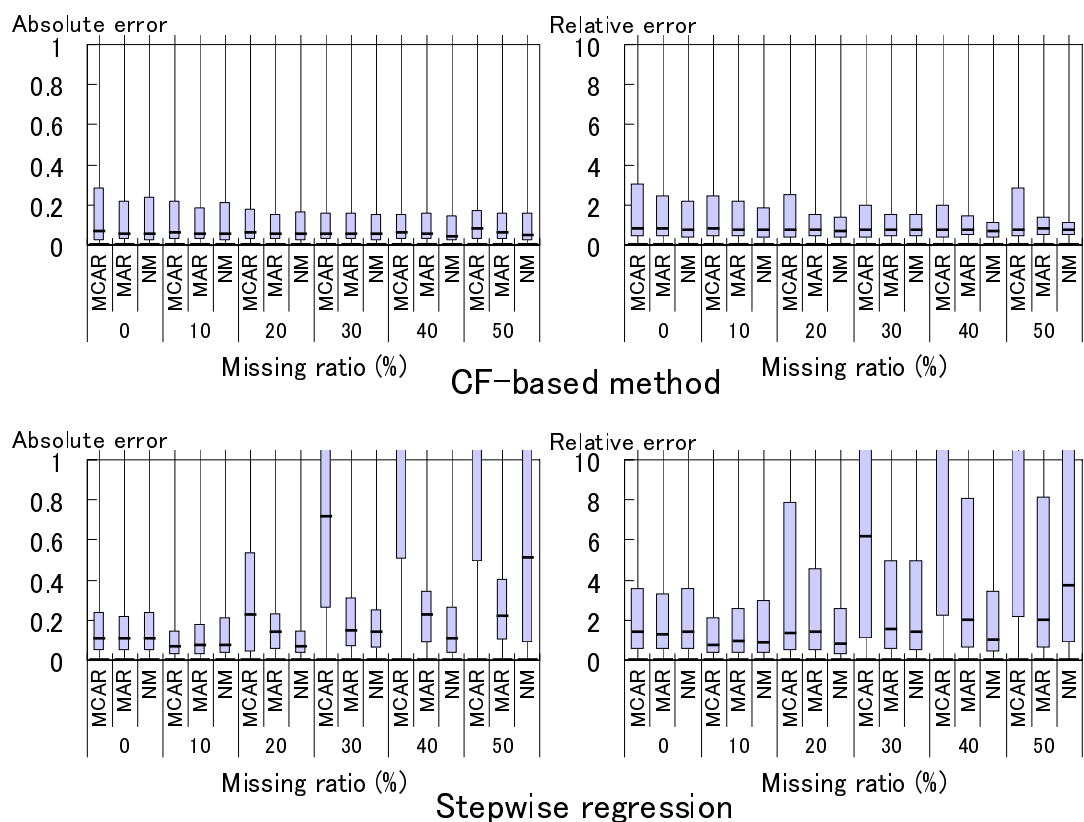 Absolute error
Relative error
1
0.8
0.6
0.4
0.2
0
10
8
6
4
2
0
MCAR MAR NM MCAR MAR NM MCAR MAR NM MCAR MAR NM MCAR MAR NM MCAR MAR NM
0 10 20 30 40 50
Missing ratio (%)
MCAR MAR NM MCAR MAR NM MCAR MAR NM MCAR MAR NM MCAR MAR NM MCAR MAR NM
0 10 20 30 40 50
Missing ratio (%)
CF-based method
Absolute error
Relative error
1
0.8
0.6
0.4
0.2
0
10
8
6
4
2
0
MCAR MAR NM MCAR MAR NM MCAR MAR NM MCAR MAR NM MCAR MAR NM MCAR MAR NM
0 10 20 30 40 50
Missing ratio (%)
MCAR MAR NM MCAR MAR NM MCAR MAR NM MCAR MAR NM MCAR MAR NM MCAR MAR NM
0 10 20 30 40 50
Missing ratio (%)
Stepwise regression